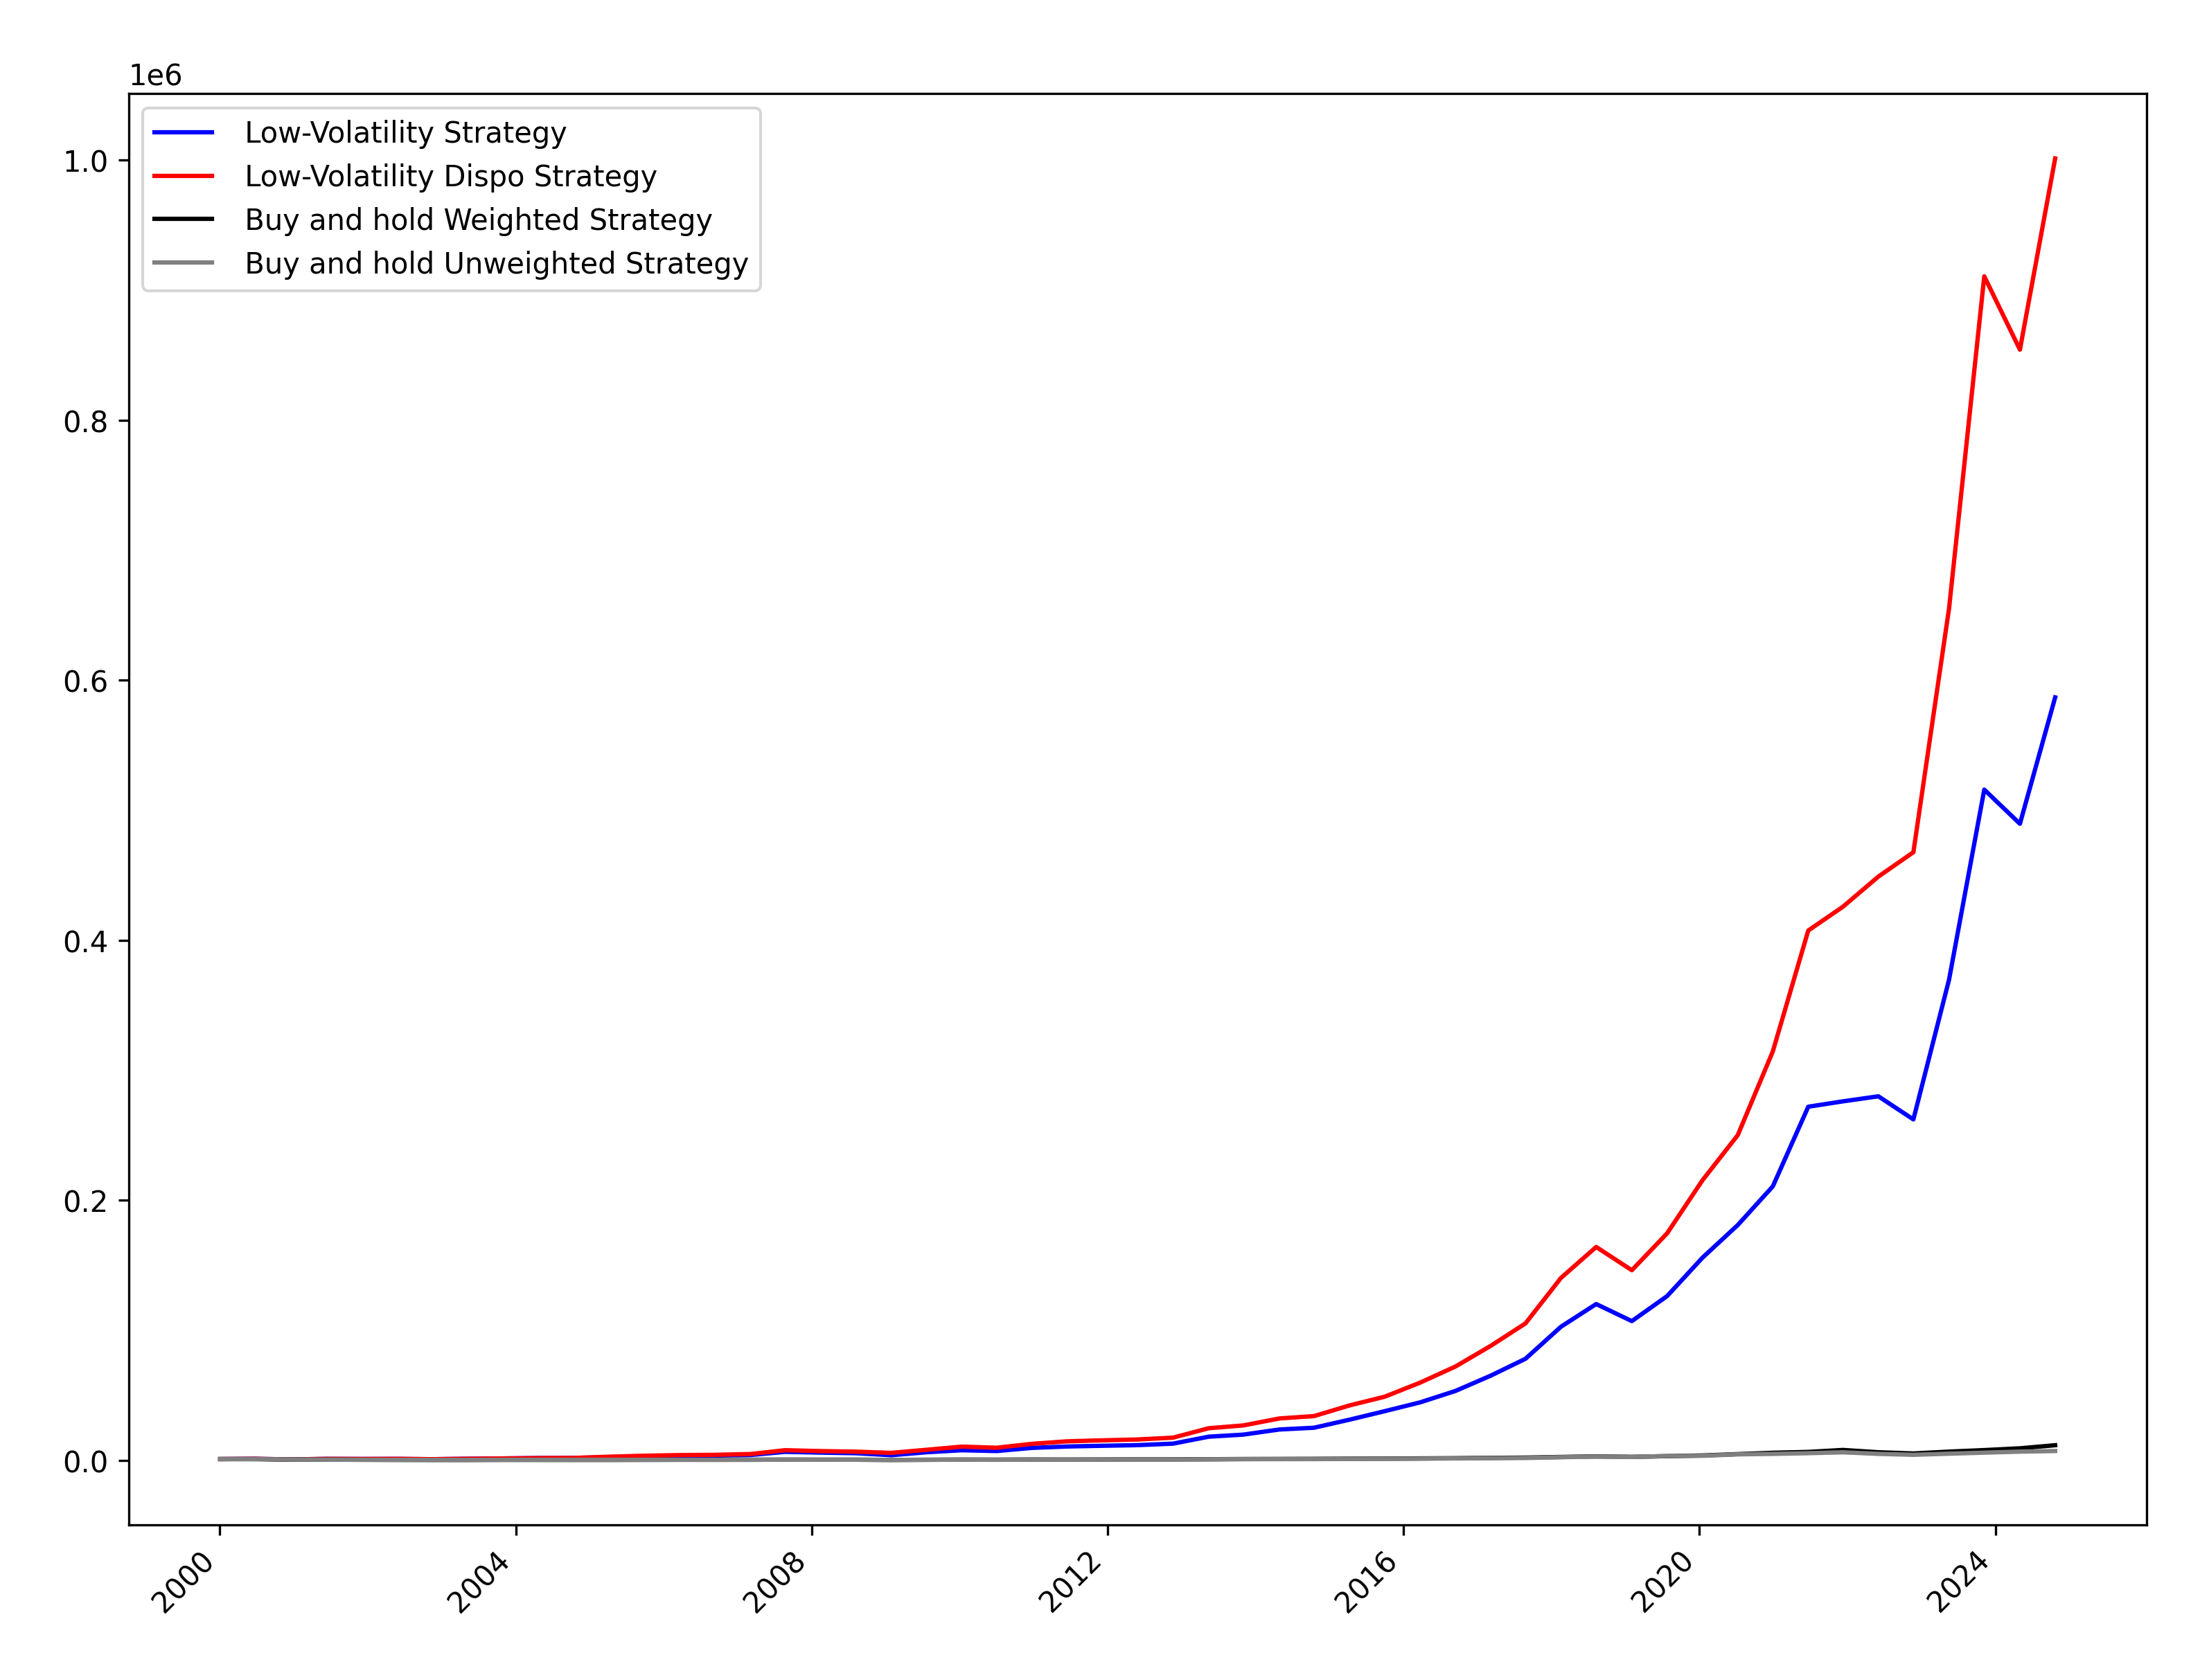 1e6
Low-Volatility Strategy
Low-Volatility Dispo Strategy
Buy and hold Weighted Strategy
Buy and hold Unweighted Strategy
1.0
0.8
0.6
0.4
0.2
0.0
2000
2004
2008
2012
2016
2020
2024